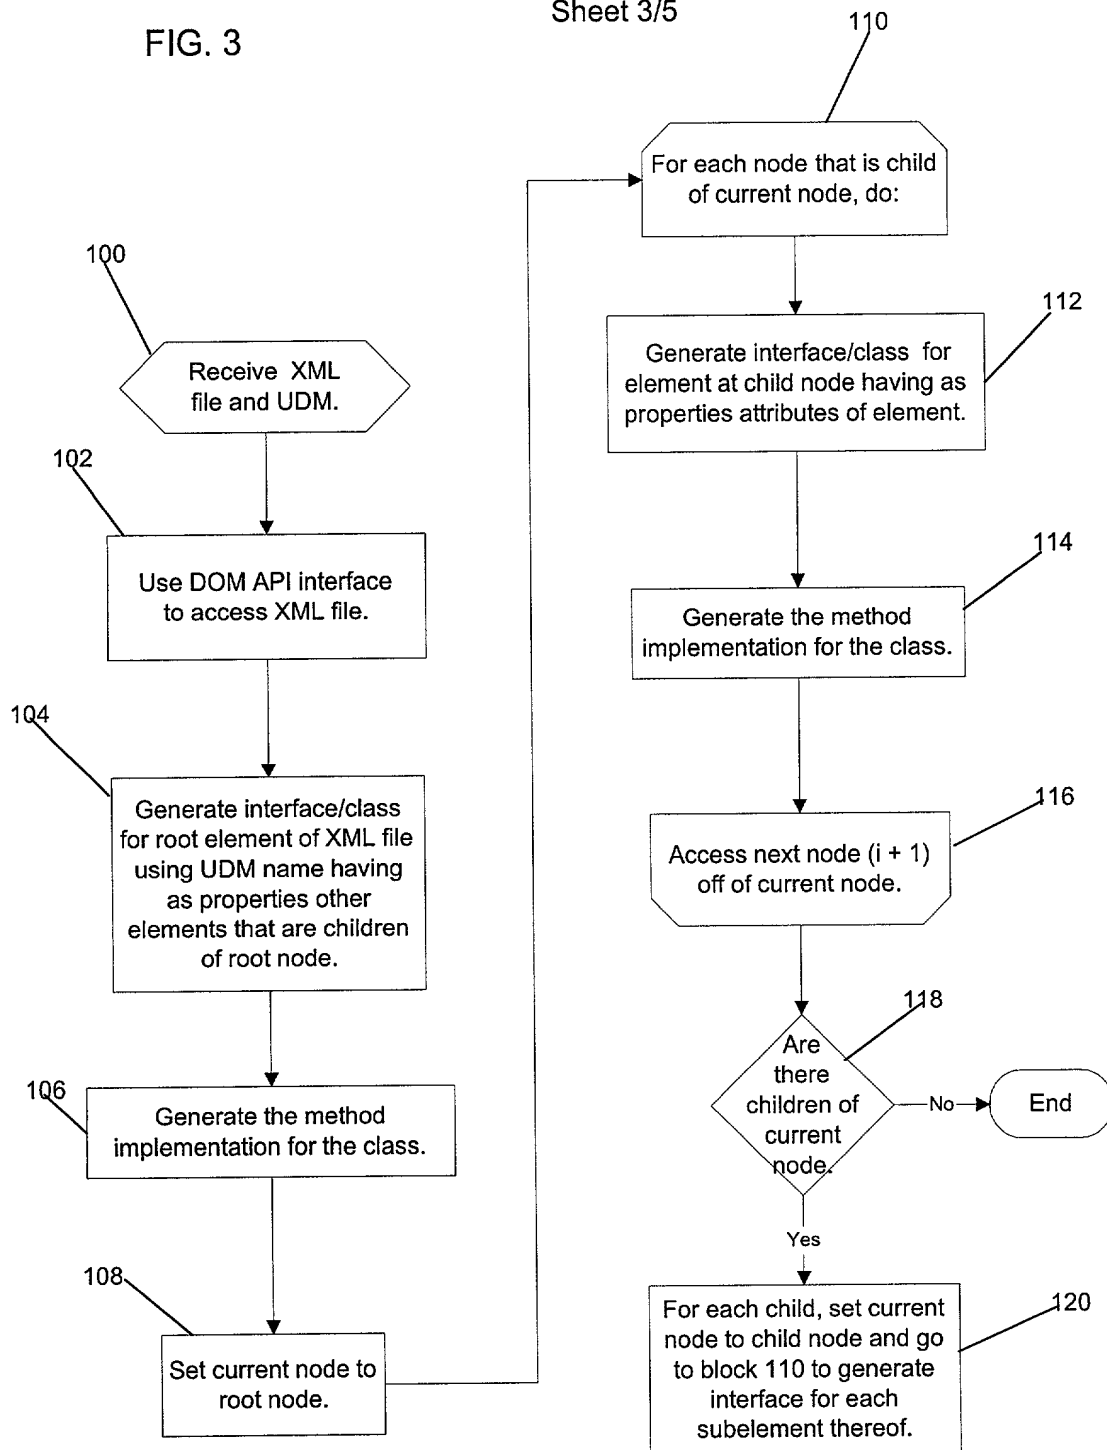 Sheet 3/5
FIG. 3
100
Receive XML
file and UDM.
102
Use DOM API interface
to access XML file.
104
Generate interface/class
for root element of XML file
using UDM name having
as properties other
elements that are children
of root node.
106
Generate the method
implementation for the class.
108
Set current node to
root node.
110
For each node that is child
of current node, do:
112
Generate interface/class for
element at child node having as
properties attributes of element.
114
Generate the method
implementation for the class.
116
Access next node (i + 1)
off of current node.
118
Are
there
children of
current
node.
No
End
Yes
120
For each child, set current
node to child node and go
to block 110 to generate
interface for each
subelement thereof.